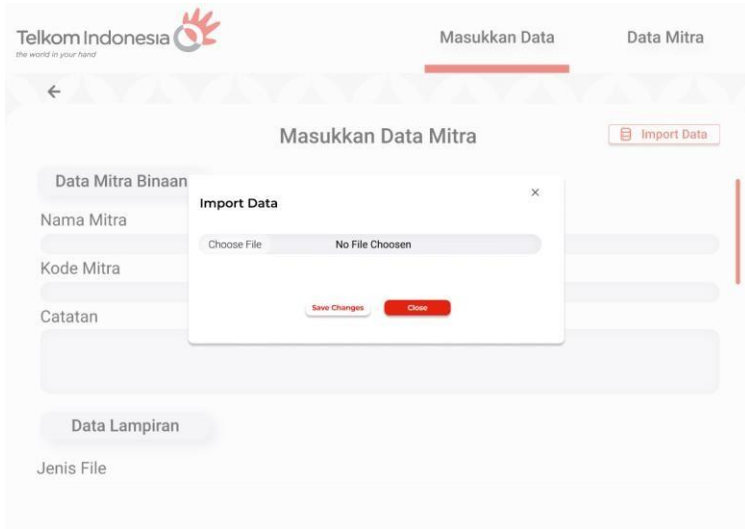 Telkom Indonesia
the world in your hand
Masukkan Data
Data Mitra
Masukkan Data Mitra
Import Data
Data Mitra Binaan
Import Data
Nama Mitra
Choose File
No File Choosen
Kode Mitra
Save Changes
Close
Catatan
Data Lampiran
Jenis File